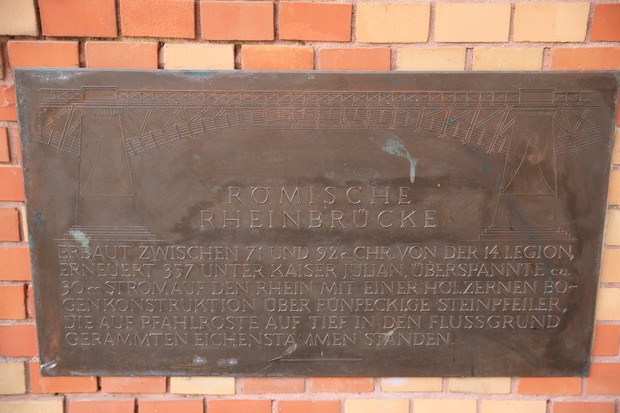 RÖMISCHE
RHEINBRÜCKE
ERBAUT ZWISCHEN 71 UND 92 n. CHR. VON DER 14. LEGION,
ERNEUERT 357 UNTER KAISER JULIAN, ÜBERSPANNTE ca.
30 m STROMAUF DEN RHEIN MIT EINER HÖLZERNEN BO-
GENKONSTRUKTION ÜBER FÜNFECKIGE STEINPFEILER,
DIE AUF PFAHLROSTE AUF TIEF IN DEN FLUSSGRUND
GERAMMTEN EICHENSTÄMMEN STANDEN.